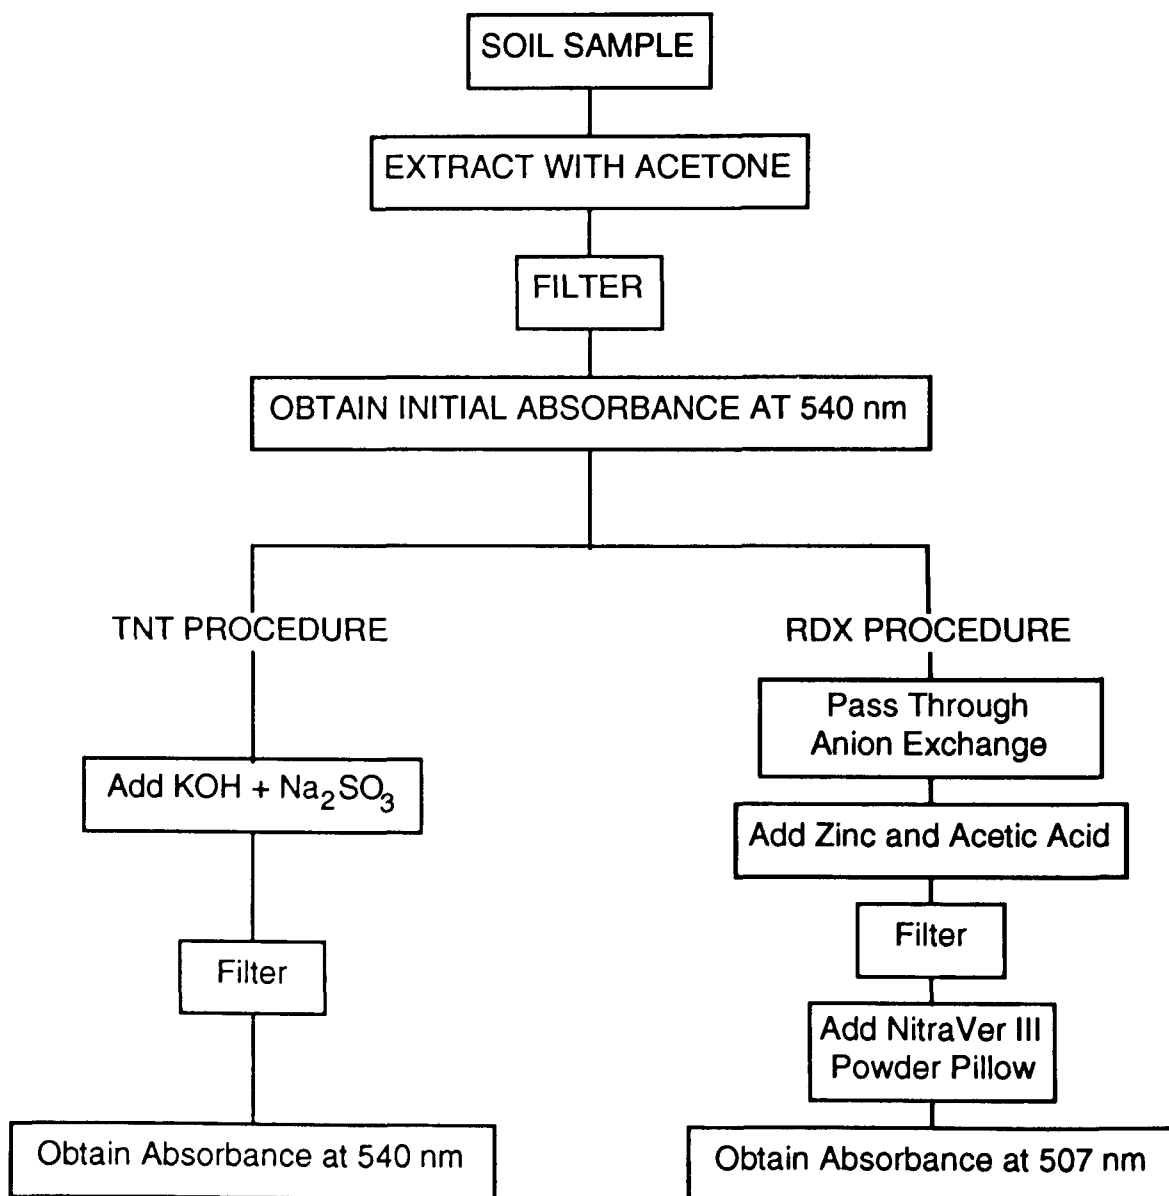 SOIL SAMPLE
EXTRACT WITH ACETONE
FILTER
OBTAIN INITIAL ABSORBANCE AT 540 nm
TNT PROCEDURE
Add KOH + Na₂SO₃
Filter
Obtain Absorbance at 540 nm
RDX PROCEDURE
Pass Through
Anion Exchange
Add Zinc and Acetic Acid
Filter
Add NitraVer III
Powder Pillow
Obtain Absorbance at 507 nm